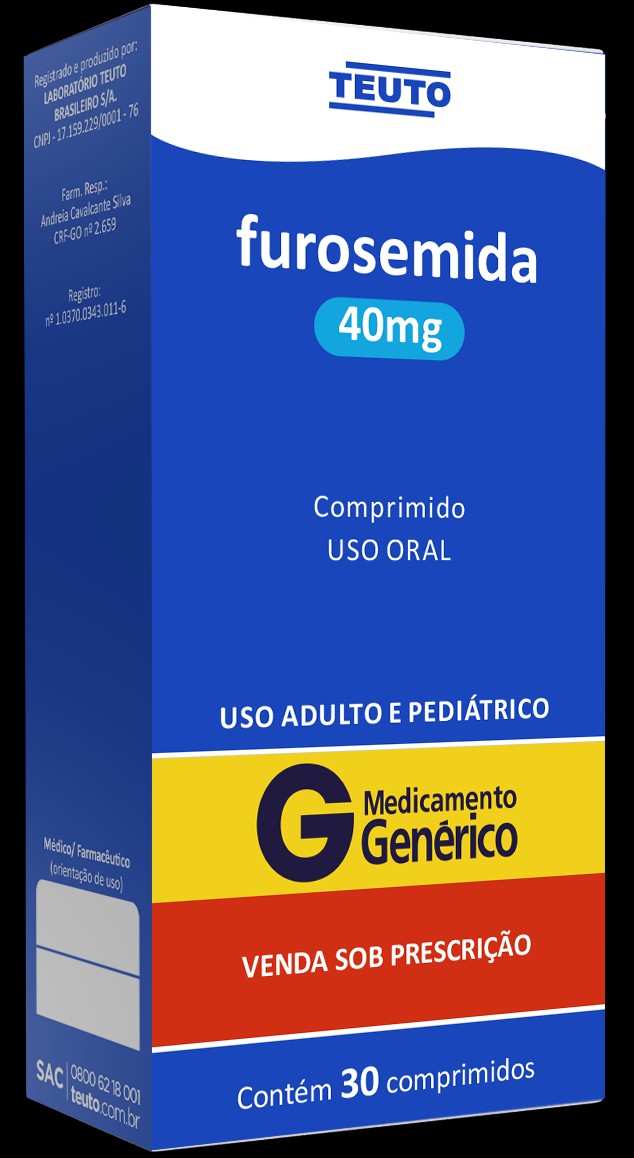 Registrado e produzido por:
LABORATÓRIO TEUTO
BRASILEIRO S/A.
CNPJ - 17.159.229/0001 - 76
Farm. Resp.:
Andreia Cavalcante Silva
CRF-GO nº 2.659
Registro:
nº 1.0370.0343.011-6
Médico/ Farmacêutico
(orientação de uso)
SAC
0800 62 18 001
teuto.com.br
TEUTO
furosemida
40mg
Comprimido
USO ORAL
USO ADULTO E PEDIÁTRICO
G Medicamento
Genérico
VENDA SOB PRESCRIÇÃO
Contém 30 comprimidos